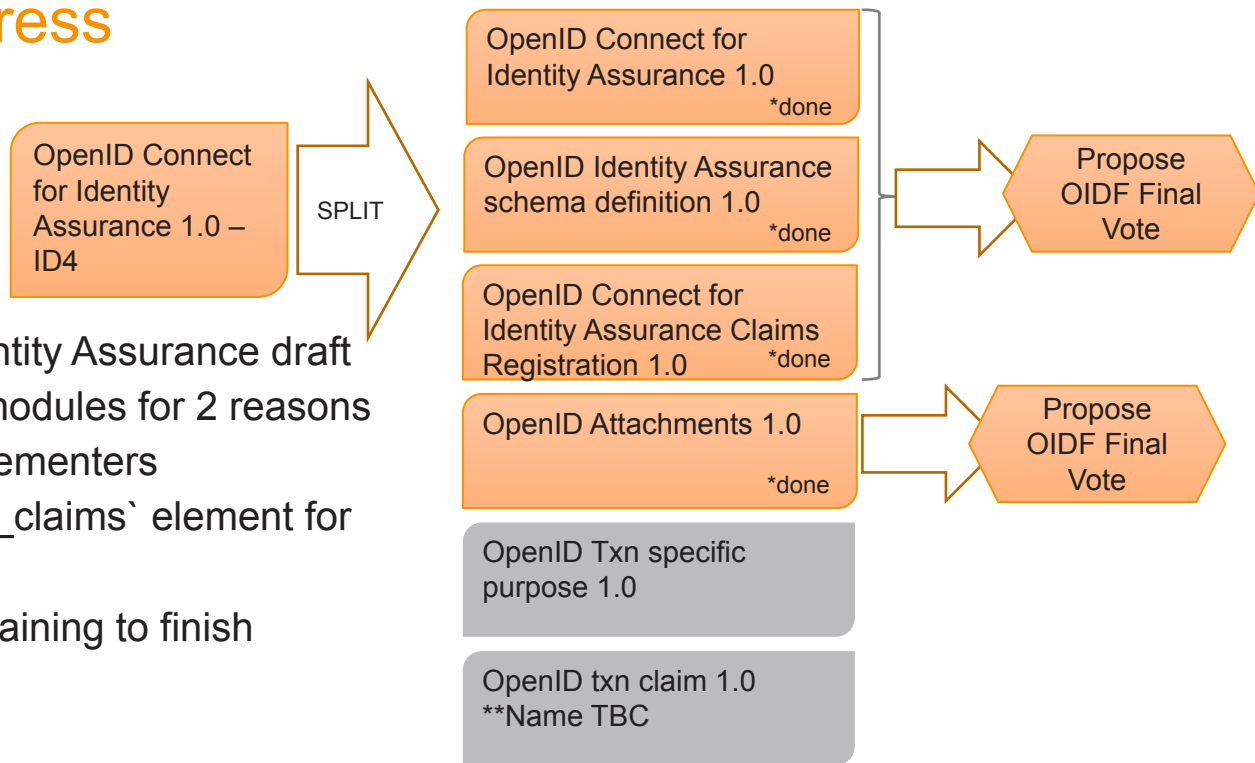 ress
OpenID Connect
for Identity
Assurance 1.0 –
ID4
SPLIT
OpenID Connect for
Identity Assurance 1.0
*done
OpenID Identity Assurance
schema definition 1.0
*done
OpenID Connect for
Identity Assurance Claims
Registration 1.0 *done
OpenID Attachments 1.0
*done
OpenID Txn specific
purpose 1.0
OpenID txn claim 1.0
**Name TBC
Propose
OIDF Final
Vote
Propose
OIDF Final
Vote
ntity Assurance draft
nodules for 2 reasons
ementers
_claims` element for
aining to finish